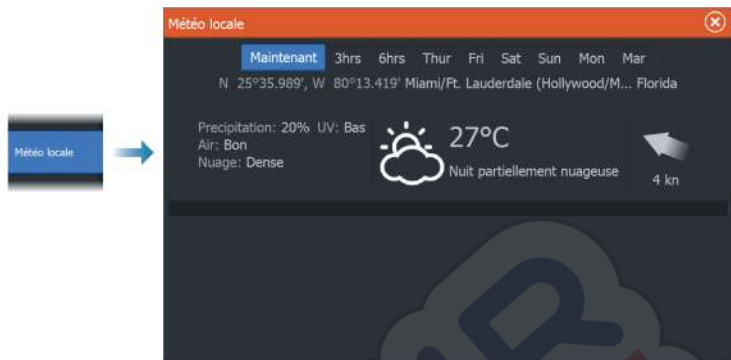 Météo locale
Maintenant 3hrs 6hrs Thur Fri Sat Sun Mon Mar
N 25°35.989', W 80°13.419' Miami/Ft. Lauderdale (Hollywood/M... Florida
Precipitation: 20% UV: Bas
Air: Bon
Nuage: Dense
27°C
Nuit partiellement nuageuse
4 kn
Météo locale